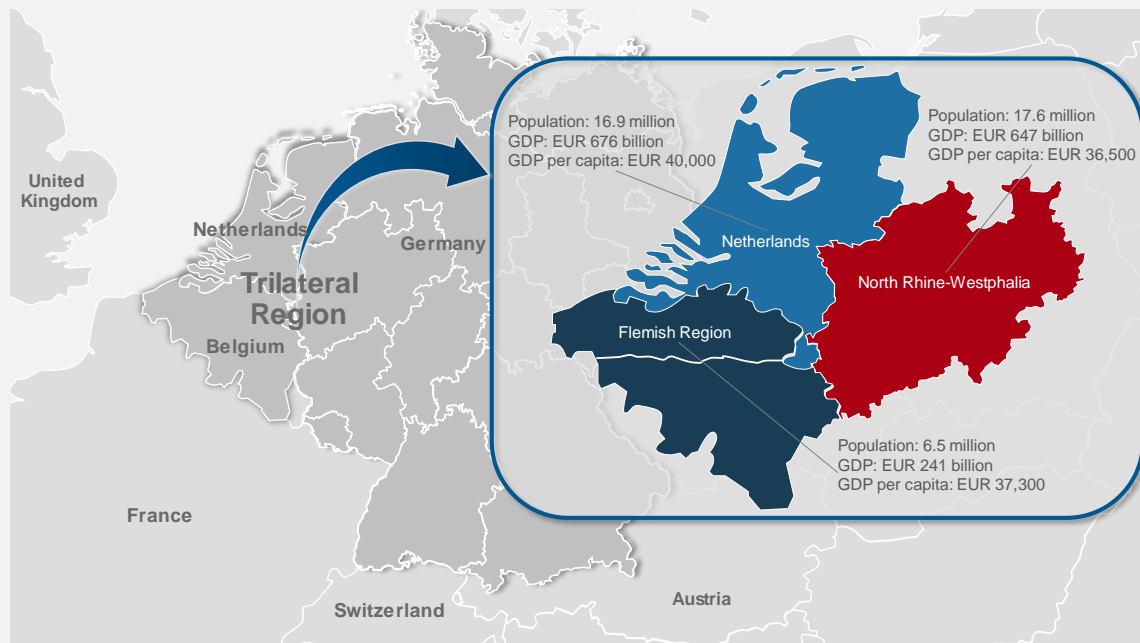 United
Kingdom
Netherlands
Germany
Trilateral
Region
Belgium
France
Switzerland
Austria
Population: 16.9 million
GDP: EUR 676 billion
GDP per capita: EUR 40,000
Population: 17.6 million
GDP: EUR 647 billion
GDP per capita: EUR 36,500
Netherlands
North Rhine-Westphalia
Flemish Region
Population: 6.5 million
GDP: EUR 241 billion
GDP per capita: EUR 37,300